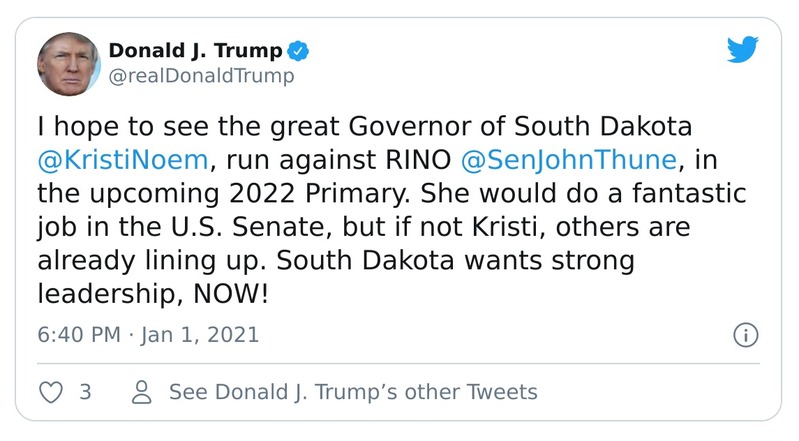 Donald J. Trump
@realDonaldTrump
I hope to see the great Governor of South Dakota
@KristiNoem, run against RINO @SenJohnThune, in
the upcoming 2022 Primary. She would do a fantastic
job in the U.S. Senate, but if not Kristi, others are
already lining up. South Dakota wants strong
leadership, NOW!
6:40 PM · Jan 1, 2021
3 See Donald J. Trump’s other Tweets